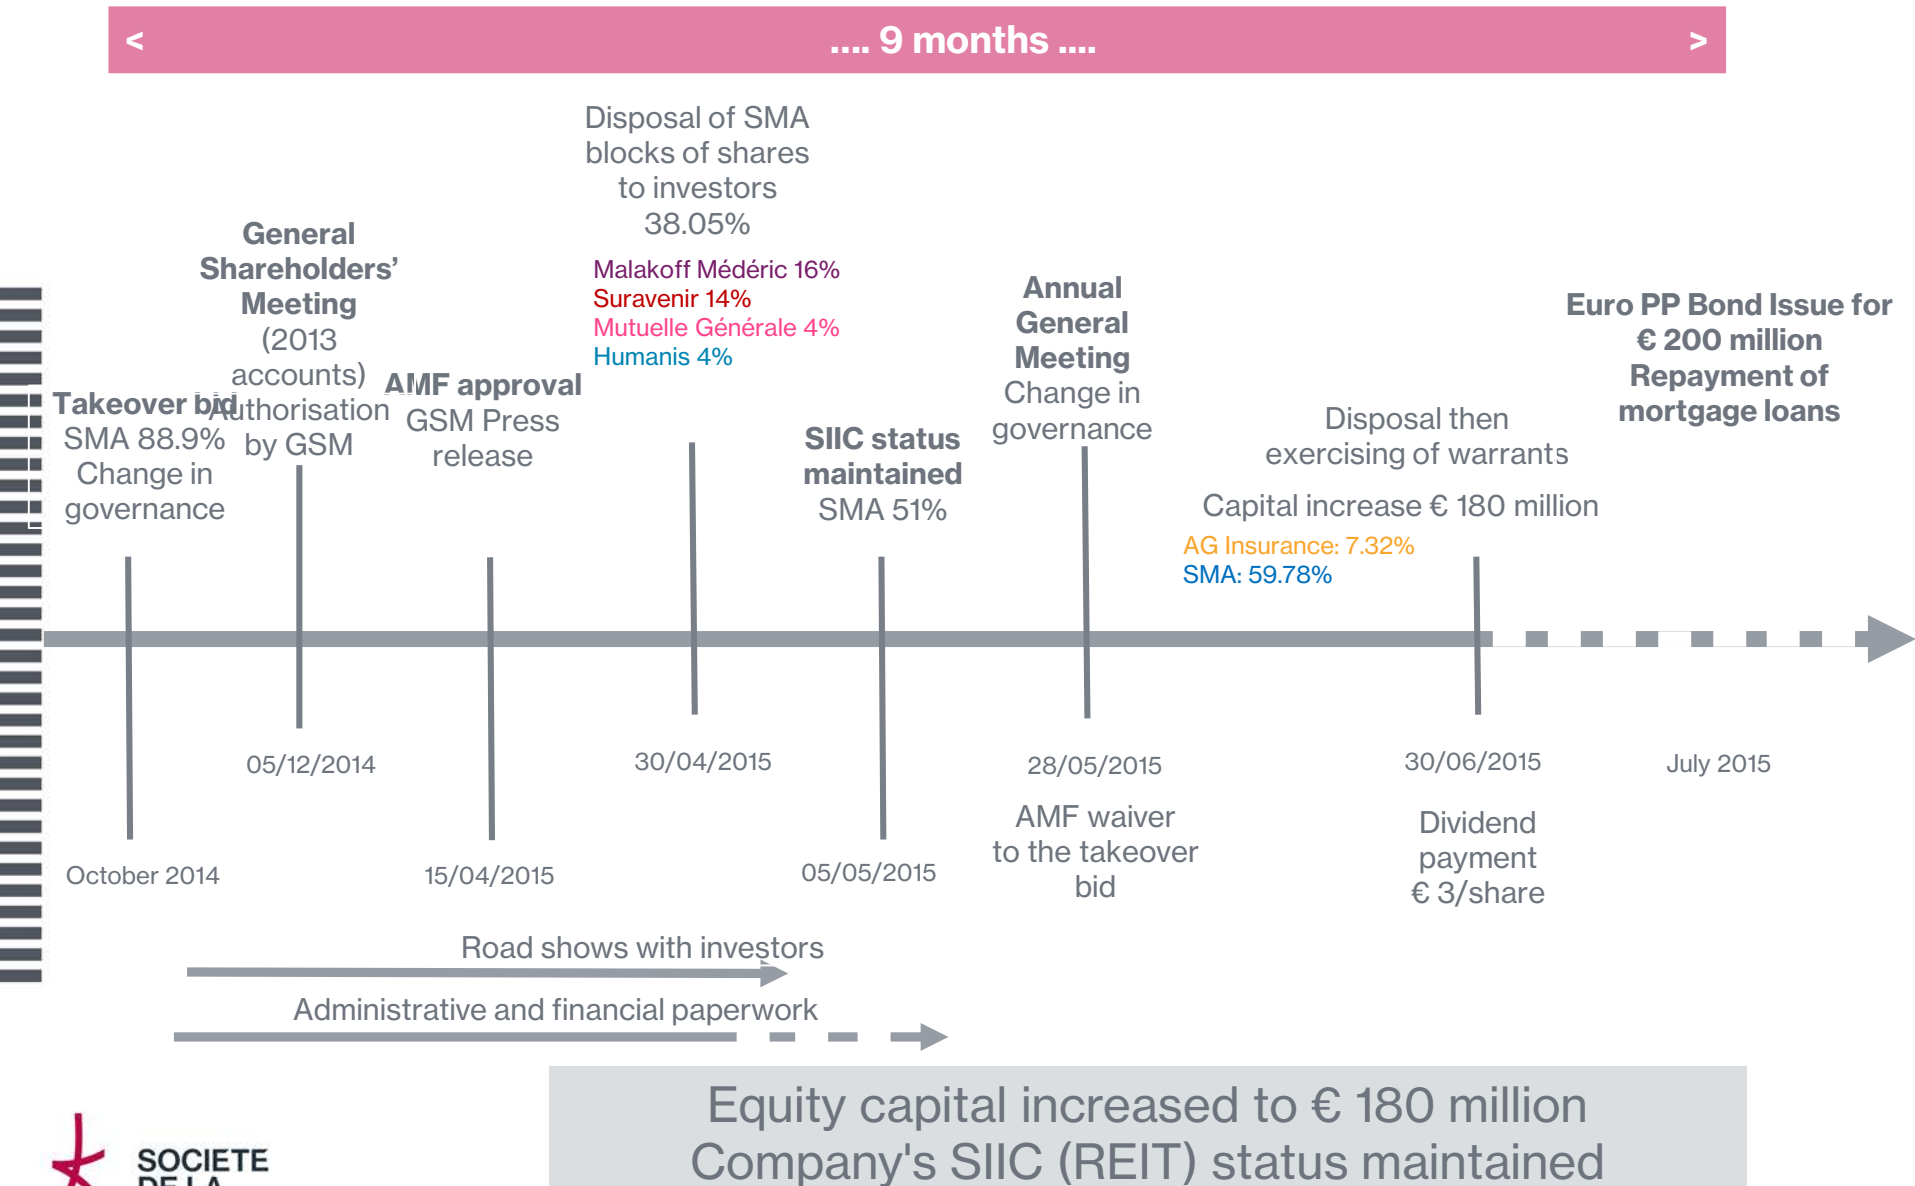 < .... 9 months .... >
Disposal of SMA
blocks of shares
to investors
38.05%
Malakoff Médéric 16%
Suravenir 14%
Mutuelle Générale 4%
Humanis 4%
General
Shareholders’
Meeting
(2013
accounts)
Authorisation
by GSM
Takeover bid
SMA 88.9%
Change in
governance
AMF approval
GSM Press
release
SIIC status
maintained
SMA 51%
Annual
General
Meeting
Change in
governance
Disposal then
exercising of warrants
Capital increase € 180 million
AG Insurance: 7.32%
SMA: 59.78%
Euro PP Bond Issue for
€ 200 million
Repayment of
mortgage loans
05/12/2014
30/04/2015
28/05/2015
30/06/2015
July 2015
October 2014
15/04/2015
05/05/2015
AMF waiver
to the takeover
bid
Dividend
payment
€ 3/share
Road shows with investors
Administrative and financial paperwork
Equity capital increased to € 180 million
Company's SIIC (REIT) status maintained
SOCIETE
DE LA